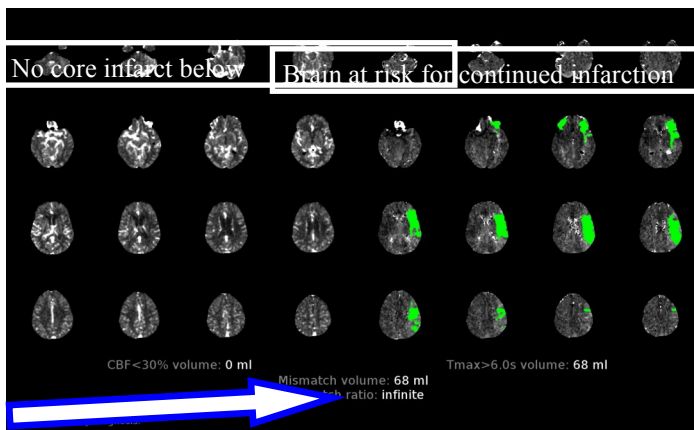 No core infarct below
Brain at risk for continued infarction
CBF<30% volume: 0 ml
Tmax>6.0s volume: 68 ml
Mismatch volume: 68 ml
ratio: infinite